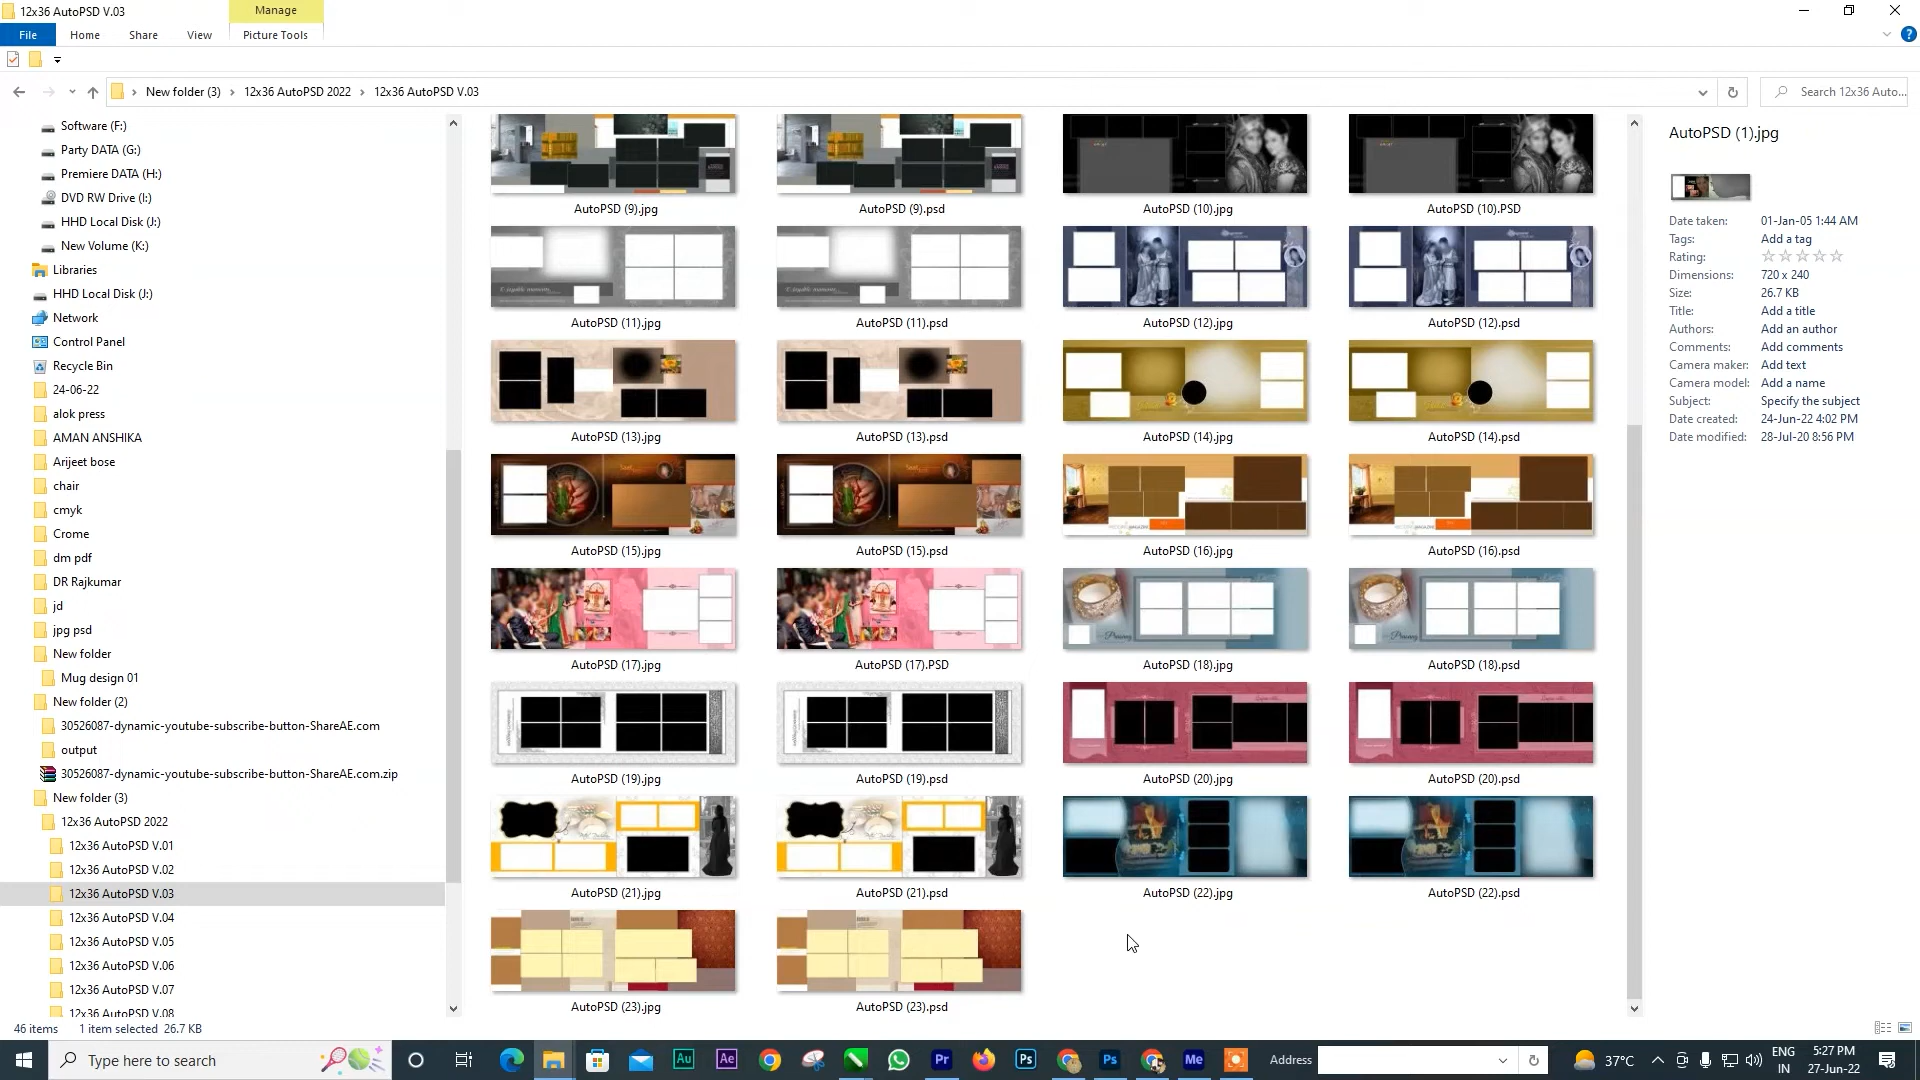 12x36 AutoPSD V.03
Manage
File
Home
Share
View
Picture Tools
New folder (3)
12x36 AutoPSD 2022
12x36 AutoPSD V.03
Search 12x36 Auto...
Software (F:)
Party DATA (G:)
Premiere DATA (H:)
DVD RW Drive (I:)
HHD Local Disk (J:)
New Volume (K:)
Libraries
HHD Local Disk (J:)
Network
Control Panel
Recycle Bin
24-06-22
alok press
AMAN ANSHIKA
Arijeet bose
chair
cmyk
Crome
dm pdf
DR Rajkumar
jd
jpg psd
New folder
Mug design 01
New folder (2)
30526087-dynamic-youtube-subscribe-button-ShareAE.com
output
30526087-dynamic-youtube-subscribe-button-ShareAE.com.zip
New folder (3)
12x36 AutoPSD 2022
12x36 AutoPSD V.01
12x36 AutoPSD V.02
12x36 AutoPSD V.03
12x36 AutoPSD V.04
12x36 AutoPSD V.05
12x36 AutoPSD V.06
12x36 AutoPSD V.07
12x36 AutoPSD V.08
AutoPSD (9).jpg
AutoPSD (9).psd
AutoPSD (10).jpg
AutoPSD (10).PSD
AutoPSD (11).jpg
AutoPSD (11).psd
AutoPSD (12).jpg
AutoPSD (12).psd
AutoPSD (13).jpg
AutoPSD (13).psd
AutoPSD (14).jpg
AutoPSD (14).psd
AutoPSD (15).jpg
AutoPSD (15).psd
AutoPSD (16).jpg
AutoPSD (16).psd
AutoPSD (17).jpg
AutoPSD (17).PSD
AutoPSD (18).jpg
AutoPSD (18).psd
AutoPSD (19).jpg
AutoPSD (19).psd
AutoPSD (20).jpg
AutoPSD (20).psd
AutoPSD (21).jpg
AutoPSD (21).psd
AutoPSD (22).jpg
AutoPSD (22).psd
AutoPSD (23).jpg
AutoPSD (23).psd
AutoPSD (1).jpg
Date taken: 01-Jan-05 1:44 AM
Tags: Add a tag
Rating:
Dimensions: 720 x 240
Size: 26.7 KB
Title: Add a title
Authors: Add an author
Comments: Add comments
Camera maker: Add text
Camera model: Add a name
Subject: Specify the subject
Date created: 24-Jun-22 4:02 PM
Date modified: 28-Jul-20 8:56 PM
46 items 1 item selected 26.7 KB
Type here to search
Au
Ae
Pr
Ps
Ps
Me
Address
37°C
ENG
IN
5:27 PM
27-Jun-22